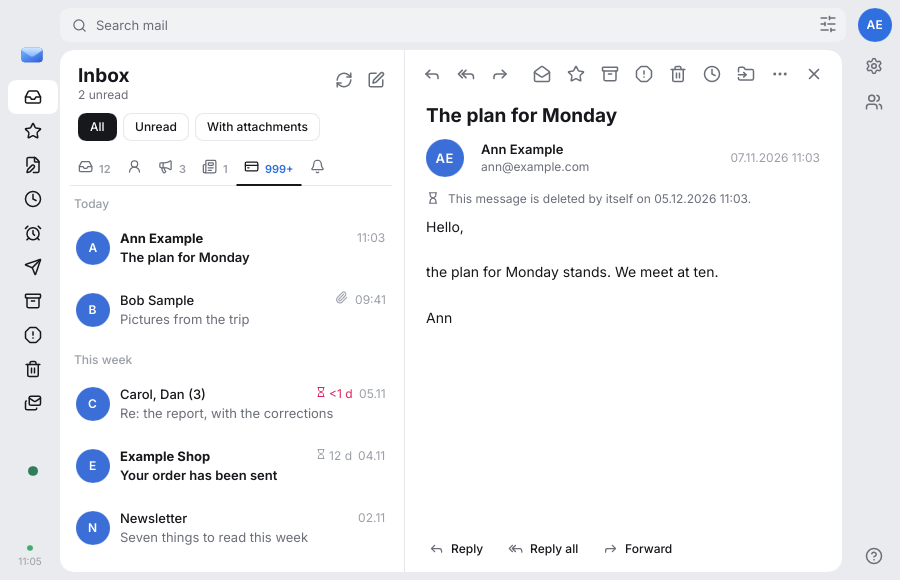 Search mail
AE
Inbox
2 unread
All
Unread
With attachments
12
3
1
999+
Today
A
Ann Example
11:03
The plan for Monday
B
Bob Sample
09:41
Pictures from the trip
This week
C
Carol, Dan (3)
<1 d 05.11
Re: the report, with the corrections
E
Example Shop
12 d 04.11
Your order has been sent
N
Newsletter
02.11
Seven things to read this week
11:05
The plan for Monday
AE
Ann Example
ann@example.com
07.11.2026 11:03
This message is deleted by itself on 05.12.2026 11:03.
Hello,
the plan for Monday stands. We meet at ten.
Ann
Reply
Reply all
Forward